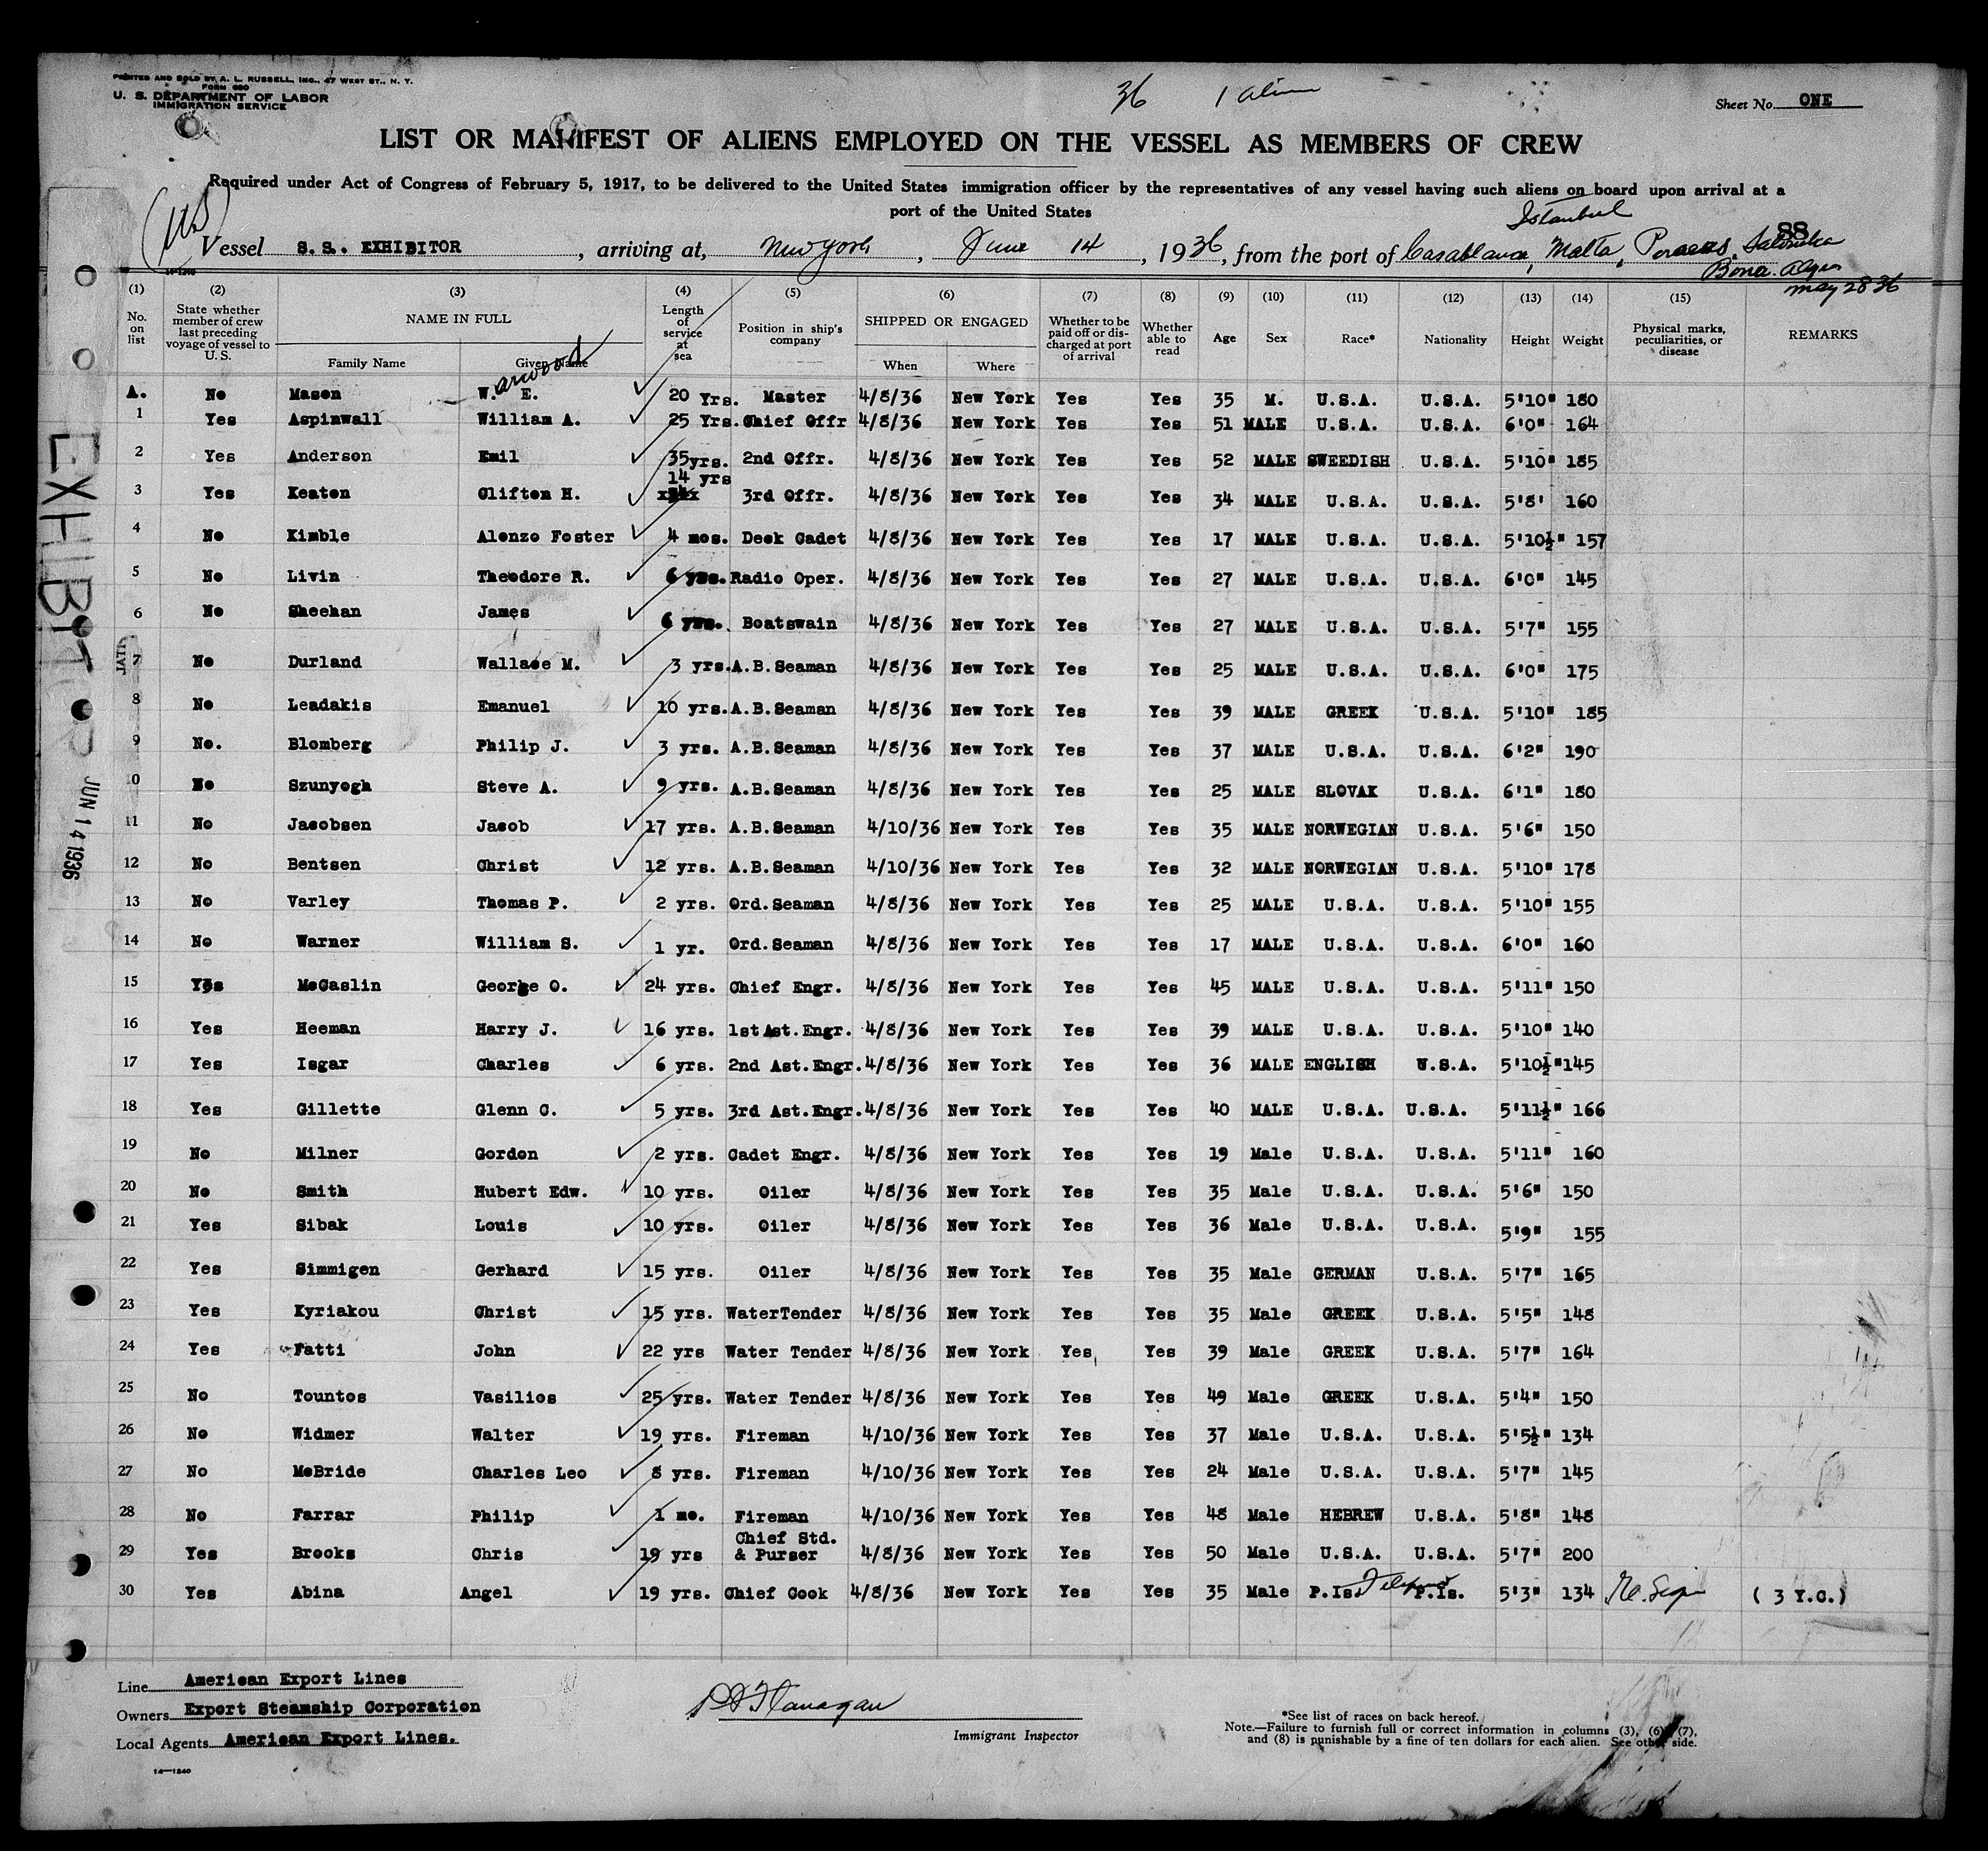 PRINTED AND SOLD BY A. L. RUSSELL, INC., 47 WEST ST., N. Y.
FORM 680
U. S. DEPARTMENT OF LABOR
IMMIGRATION SERVICE
36 1 alien
Sheet No. ONE
LIST OR MANIFEST OF ALIENS EMPLOYED ON THE VESSEL AS MEMBERS OF CREW
Required under Act of Congress of February 5, 1917, to be delivered to the United States immigration officer by the representatives of any vessel having such aliens on board upon arrival at a
port of the United States
(US)
Istanbul
88
Vessel S.S. EXHIBITOR, arriving at, New York, June 14, 1936, from the port of Casablanca, Malta, Salonika
Bona. Algiers
May 28 36
14-1240
(1) (2) (3) (4) (5) (6) (7) (8) (9) (10) (11) (12) (13) (14) (15)
No. on list | State whether member of crew last preceding voyage of vessel to U. S. | NAME IN FULL | Length of service at sea | Position in ship's company | SHIPPED OR ENGAGED | Whether to be paid off or discharged at port of arrival | Whether able to read | Age | Sex | Race* | Nationality | Height | Weight | Physical marks, peculiarities, or disease | REMARKS
Family Name | Given Name | When | Where
arwood
A. No Mason W. E. 20 Yrs. Master 4/8/36 New York Yes Yes 35 M. U.S.A. U.S.A. 5'10" 180
1 Yes Aspinwall William A. 25 Yrs. Chief Offr 4/8/36 New York Yes Yes 51 MALE U.S.A. U.S.A. 6'0" 164
2 Yes Anderson Emil 35yrs. 2nd Offr. 4/8/36 New York Yes Yes 52 MALE SWEEDISH U.S.A. 5'10" 185
3 Yes Keaton Clifton H. 14 yrs 3rd Offr. 4/8/36 New York Yes Yes 34 MALE U.S.A. U.S.A. 5'8' 160
4 No Kimble Alonzo Foster 4 mos. Deck Cadet 4/8/36 New York Yes Yes 17 MALE U.S.A. U.S.A. 5'10½" 157
5 No Livin Theodore R. 6 yrs. Radio Oper. 4/8/36 New York Yes Yes 27 MALE U.S.A. U.S.A. 6'0" 145
6 No Sheehan James 6 yrs. Boatswain 4/8/36 New York Yes Yes 27 MALE U.S.A. U.S.A. 5'7" 155
7 No Durland Wallace M. 3 yrs. A.B.Seaman 4/8/36 New York Yes Yes 25 MALE U.S.A. U.S.A. 6'0" 175
8 No Leadakis Emanuel 10 yrs. A.B.Seaman 4/8/36 New York Yes Yes 39 MALE GREEK U.S.A. 5'10" 185
9 No. Blomberg Philip J. 3 yrs. A.B.Seaman 4/8/36 New York Yes Yes 37 MALE U.S.A. U.S.A. 6'2" 190
10 No Szunyogh Steve A. 9 yrs. A.B.Seaman 4/8/36 New York Yes Yes 25 MALE SLOVAK U.S.A. 6'1" 180
11 No Jacobsen Jacob 17 yrs. A.B.Seaman 4/10/36 New York Yes Yes 35 MALE NORWEGIAN U.S.A. 5'6" 150
12 No Bentsen Christ 12 yrs. A.B.Seaman 4/10/36 New York Yes Yes 32 MALE NORWEGIAN U.S.A. 5'10" 178
13 No Varley Thomas P. 2 yrs. Ord.Seaman 4/8/36 New York Yes Yes 25 MALE U.S.A. U.S.A. 5'10" 155
14 No Warner William S. 1 yr. Ord.Seaman 4/8/36 New York Yes Yes 17 MALE U.S.A. U.S.A. 6'0" 160
15 Yes McCaslin George O. 24 yrs. Chief Engr. 4/8/36 New York Yes Yes 45 MALE U.S.A. U.S.A. 5'11" 150
16 Yes Heeman Harry J. 16 yrs. 1st Ast.Engr. 4/8/36 New York Yes Yes 39 MALE U.S.A. U.S.A. 5'10" 140
17 Yes Isgar Charles 6 yrs. 2nd Ast.Engr. 4/8/36 New York Yes Yes 36 MALE ENGLISH U.S.A. 5'10½" 145
18 Yes Gillette Glenn C. 5 yrs. 3rd Ast.Engr. 4/8/36 New York Yes Yes 40 MALE U.S.A. U.S.A. 5'11½" 166
19 No Milner Gordon 2 yrs. Cadet Engr. 4/8/36 New York Yes Yes 19 Male U.S.A. U.S.A. 5'11" 160
20 No Smith Hubert Edw. 10 yrs. Oiler 4/8/36 New York Yes Yes 35 Male U.S.A. U.S.A. 5'6" 150
21 Yes Sibak Louis 10 yrs. Oiler 4/8/36 New York Yes Yes 36 Male U.S.A. U.S.A. 5'9" 155
22 Yes Simmigen Gerhard 15 yrs. Oiler 4/8/36 New York Yes Yes 35 Male GERMAN U.S.A. 5'7" 165
23 Yes Kyriakou Christ 15 yrs. WaterTender 4/8/36 New York Yes Yes 35 Male GREEK U.S.A. 5'5" 148
24 Yes Fatti John 22 yrs Water Tender 4/8/36 New York Yes Yes 39 Male GREEK U.S.A. 5'7" 164
25 No Tountos Vasilios 25 yrs. Water Tender 4/8/36 New York Yes Yes 49 Male GREEK U.S.A. 5'4" 150
26 No Widmer Walter 19 yrs. Fireman 4/10/36 New York Yes Yes 37 Male U.S.A. U.S.A. 5'5½" 134
27 No McBride Charles Leo 8 yrs. Fireman 4/10/36 New York Yes Yes 24 Male U.S.A. U.S.A. 5'7" 145
28 No Farrar Philip 1 mo. Fireman 4/10/36 New York Yes Yes 48 Male HEBREW U.S.A. 5'8" 148
29 Yes Brooks Chris 19 yrs Chief Std. & Purser 4/8/36 New York Yes Yes 50 Male U.S.A. U.S.A. 5'7" 200
30 Yes Abina Angel 19 yrs. Chief Cook 4/8/36 New York Yes Yes 35 Male P.Is. P.Is. 5'3" 134 (3 Y.C.)
EXHIBITOR
JUN 14 1936
Line American Export Lines
Owners Export Steamship Corporation
Local Agents American Export Lines.
14-1240
Flanagan
Immigrant Inspector
*See list of races on back hereof.
Note.—Failure to furnish full or correct information in columns (3), (6), (7),
and (8) is punishable by a fine of ten dollars for each alien. See other side.